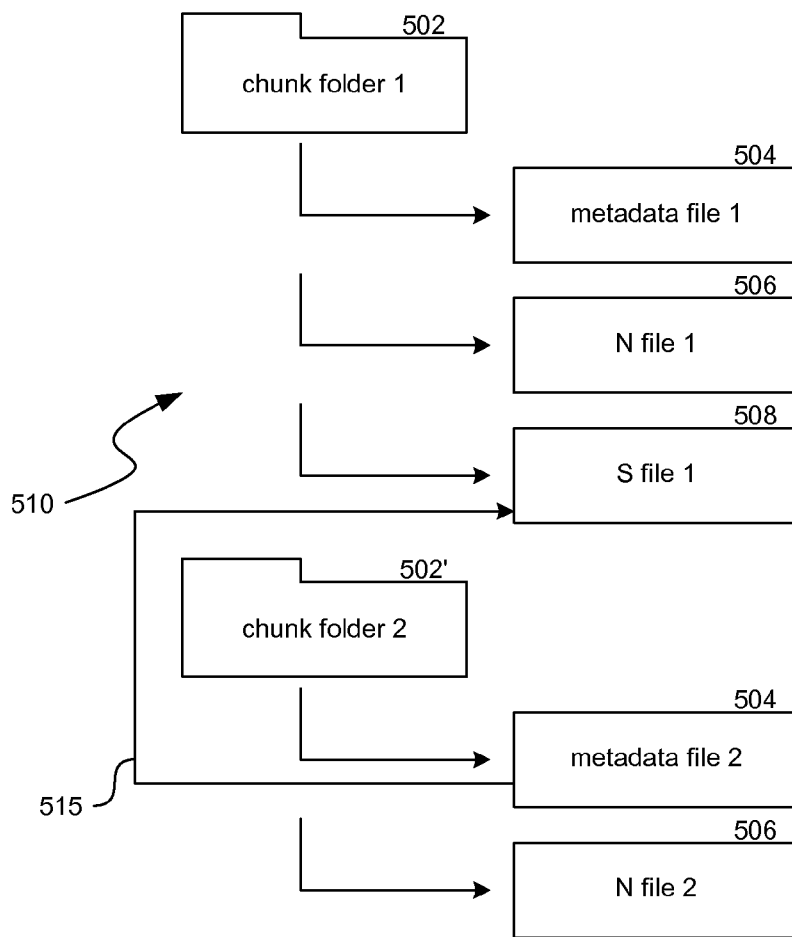 502
chunk folder 1
504
metadata file 1
506
N file 1
508
S file 1
510
502'
chunk folder 2
504
metadata file 2
515
506
N file 2